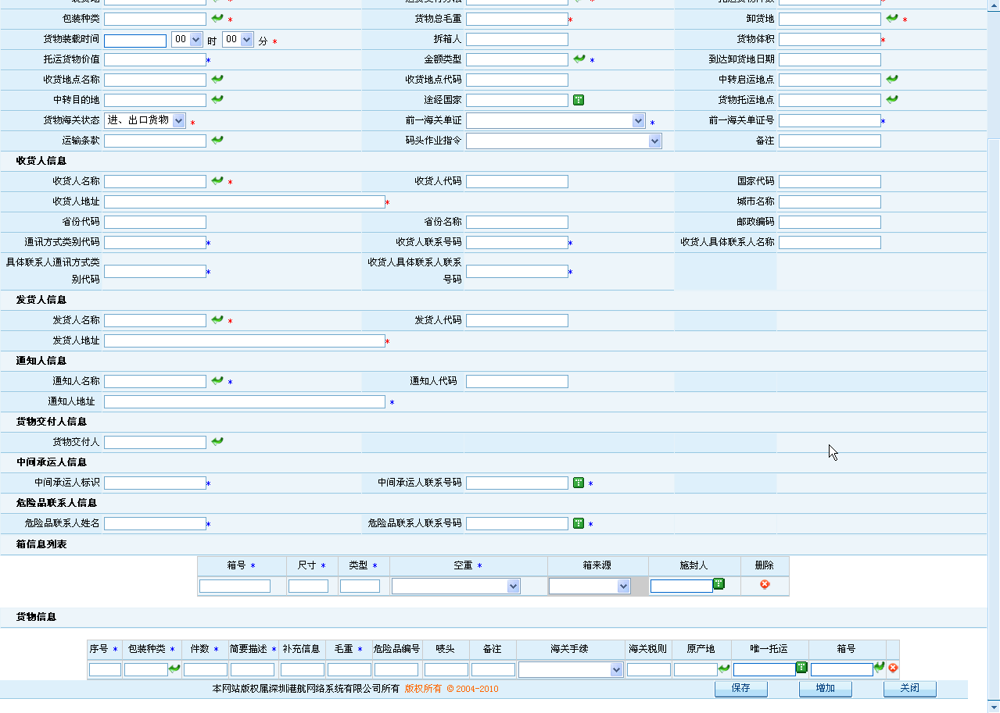 装货地 * 运费支付办法 * 托运货物件数 *
包装种类 * 货物总毛重 * 卸货地 *
货物装载时间 00 时 00 分 * 拆箱人 货物体积 *
托运货物价值 * 金额类型 * 到达卸货地日期
收货地点名称 收货地点代码 中转启运地点
中转目的地 途经国家 货物托运地点
货物海关状态 进、出口货物 * 前一海关单证 * 前一海关单证号 *
运输条款 码头作业指令 备注
收货人信息
收货人名称 * 收货人代码 国家代码
收货人地址 * 城市名称
省份代码 省份名称 邮政编码
通讯方式类别代码 * 收货人联系号码 * 收货人具体联系人名称
具体联系人通讯方式类别代码 * 收货人具体联系人联系号码 *
发货人信息
发货人名称 * 发货人代码
发货人地址 *
通知人信息
通知人名称 * 通知人代码
通知人地址 *
货物交付人信息
货物交付人
中间承运人信息
中间承运人标识 * 中间承运人联系号码 *
危险品联系人信息
危险品联系人姓名 * 危险品联系人联系号码 *
箱信息列表
箱号 * 尺寸 * 类型 * 空重 * 箱来源 施封人 删除
货物信息
序号 * 包装种类 * 件数 * 简要描述 * 补充信息 毛重 * 危险品编号 唛头 备注 海关手续 海关税则 原产地 唯一托运 箱号
本网站版权属深圳港航网络系统有限公司所有 版权所有 © 2004-2010 保存 增加 关闭